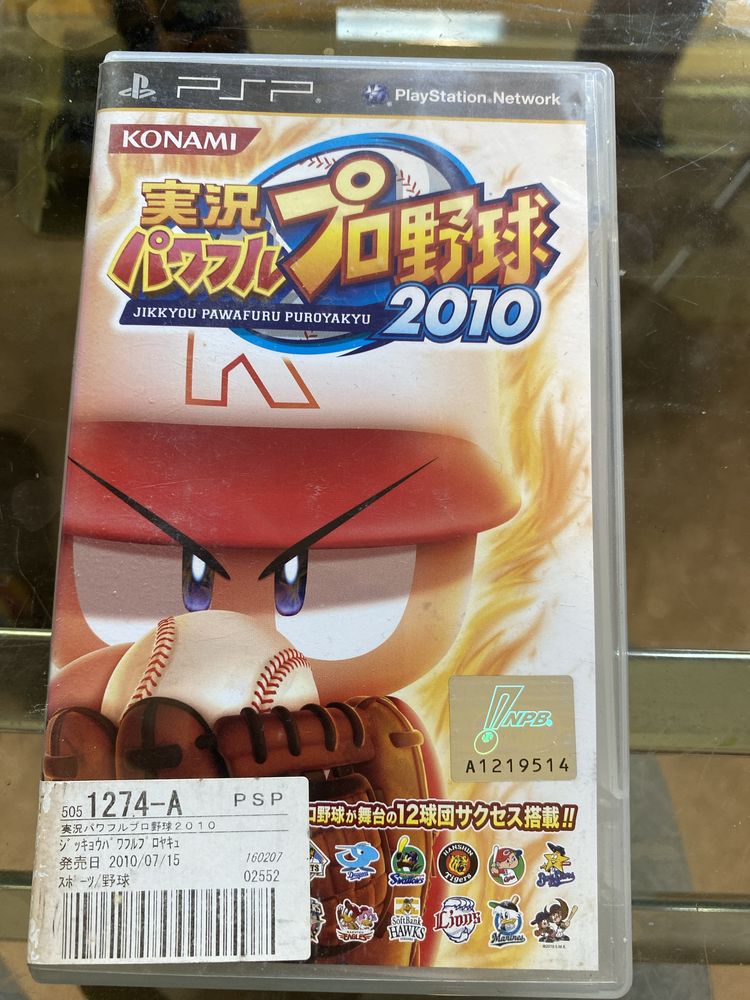 PSP
PlayStation®Network
KONAMI
実況
パワフル
プロ野球
2010
JIKKYOU PAWAFURU PUROYAKYU
NPB
A1219514
505 1274-A PSP
実況パワフルプロ野球2010
ジッキョウパワフルプロヤキュ
発売日 2010/07/15 160207
スポーツ/野球 02552
プロ野球が舞台の12球団サクセス搭載!!
Dragons
Swallows
HANSHIN
Tigers
Carp
EAGLES
SoftBank
HAWKS
Lions
Marines